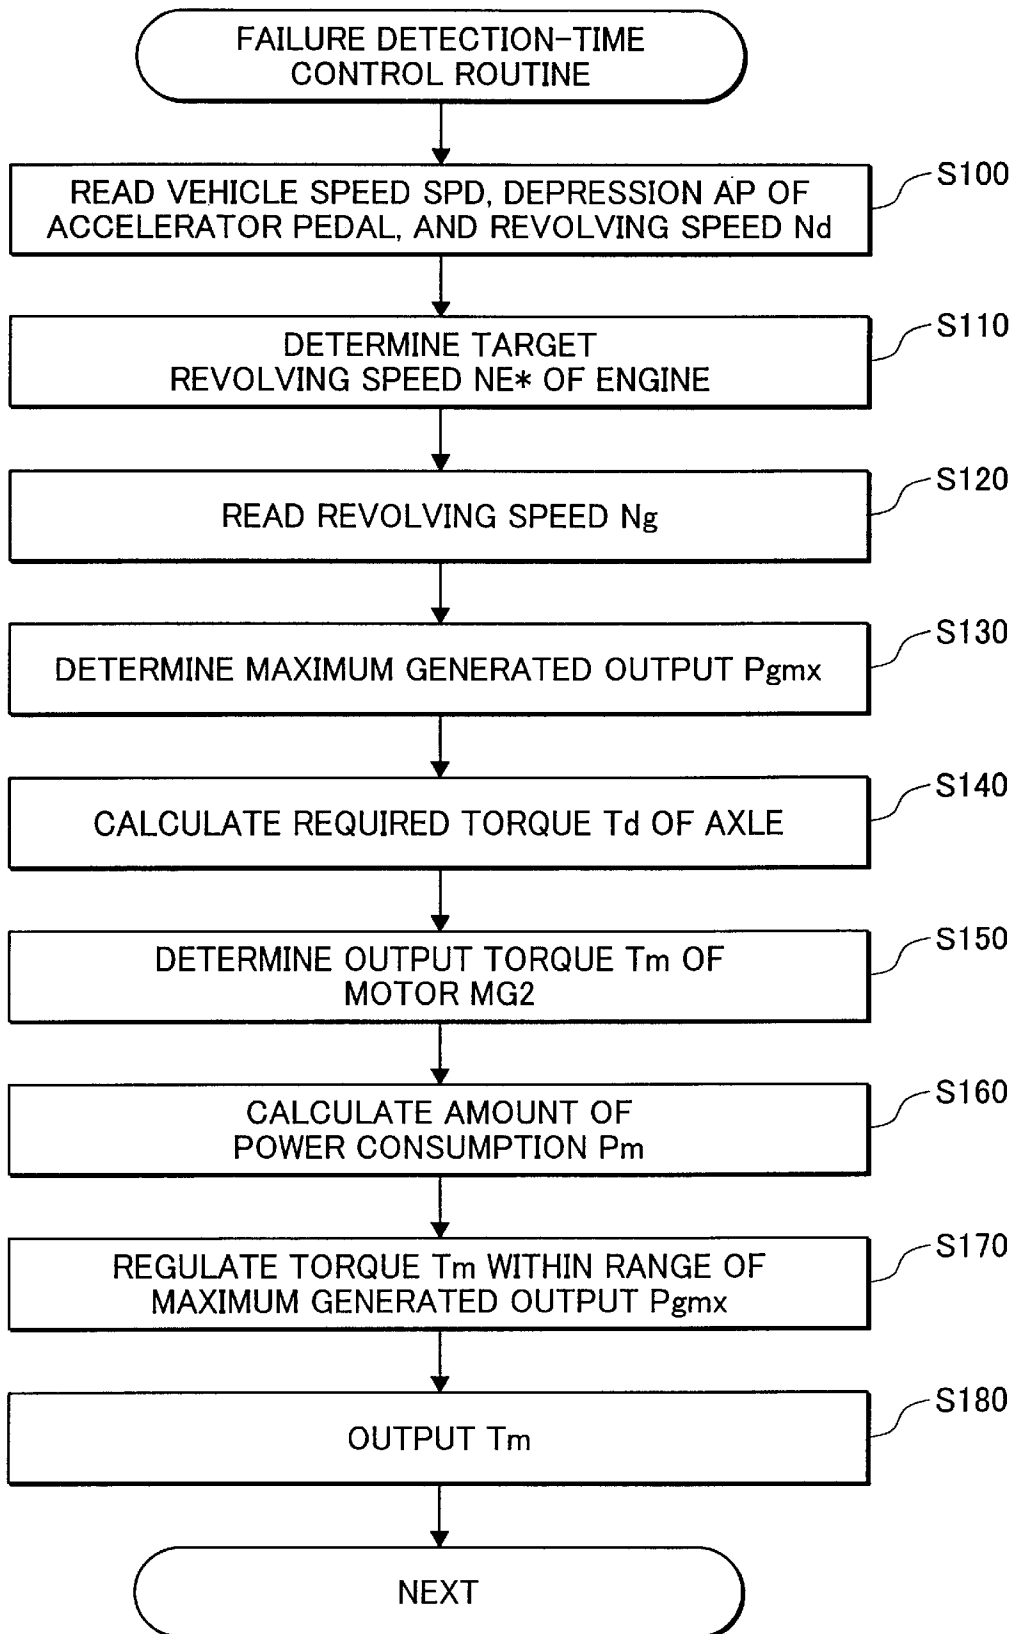 FAILURE DETECTION-TIME
CONTROL ROUTINE
S100
READ VEHICLE SPEED SPD, DEPRESSION AP OF
ACCELERATOR PEDAL, AND REVOLVING SPEED Nd
S110
DETERMINE TARGET
REVOLVING SPEED NE* OF ENGINE
S120
READ REVOLVING SPEED Ng
S130
DETERMINE MAXIMUM GENERATED OUTPUT Pgmx
S140
CALCULATE REQUIRED TORQUE Td OF AXLE
S150
DETERMINE OUTPUT TORQUE Tm OF
MOTOR MG2
S160
CALCULATE AMOUNT OF
POWER CONSUMPTION Pm
S170
REGULATE TORQUE Tm WITHIN RANGE OF
MAXIMUM GENERATED OUTPUT Pgmx
S180
OUTPUT Tm
NEXT